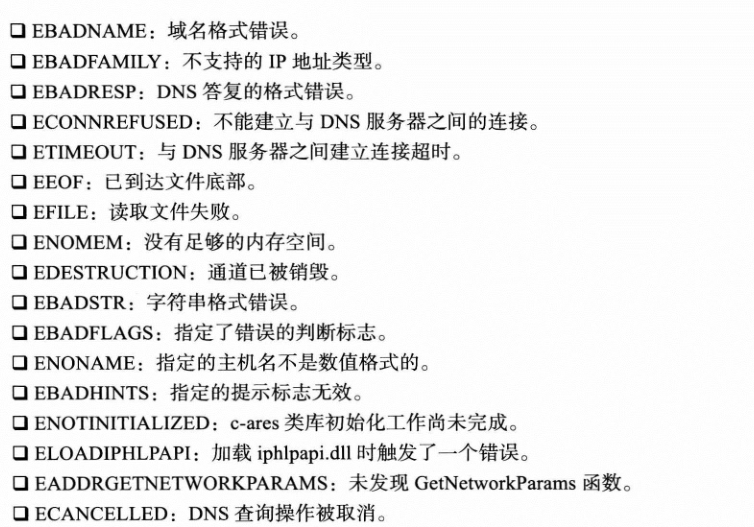 ❑ EBADNAME：域名格式错误。
❑ EBADFAMILY：不支持的 IP 地址类型。
❑ EBADRESP：DNS 答复的格式错误。
❑ ECONNREFUSED：不能建立与 DNS 服务器之间的连接。
❑ ETIMEOUT：与 DNS 服务器之间建立连接超时。
❑ EEOF：已到达文件底部。
❑ EFILE：读取文件失败。
❑ ENOMEM：没有足够的内存空间。
❑ EDESTRUCTION：通道已被销毁。
❑ EBADSTR：字符串格式错误。
❑ EBADFLAGS：指定了错误的判断标志。
❑ ENONAME：指定的主机名不是数值格式的。
❑ EBADHINTS：指定的提示标志无效。
❑ ENOTINITIALIZED：c-ares 类库初始化工作尚未完成。
❑ ELOADIPHLPAPI：加载 iphlpapi.dll 时触发了一个错误。
❑ EADDRGETNETWORKPARAMS：未发现 GetNetworkParams 函数。
❑ ECANCELLED：DNS 查询操作被取消。